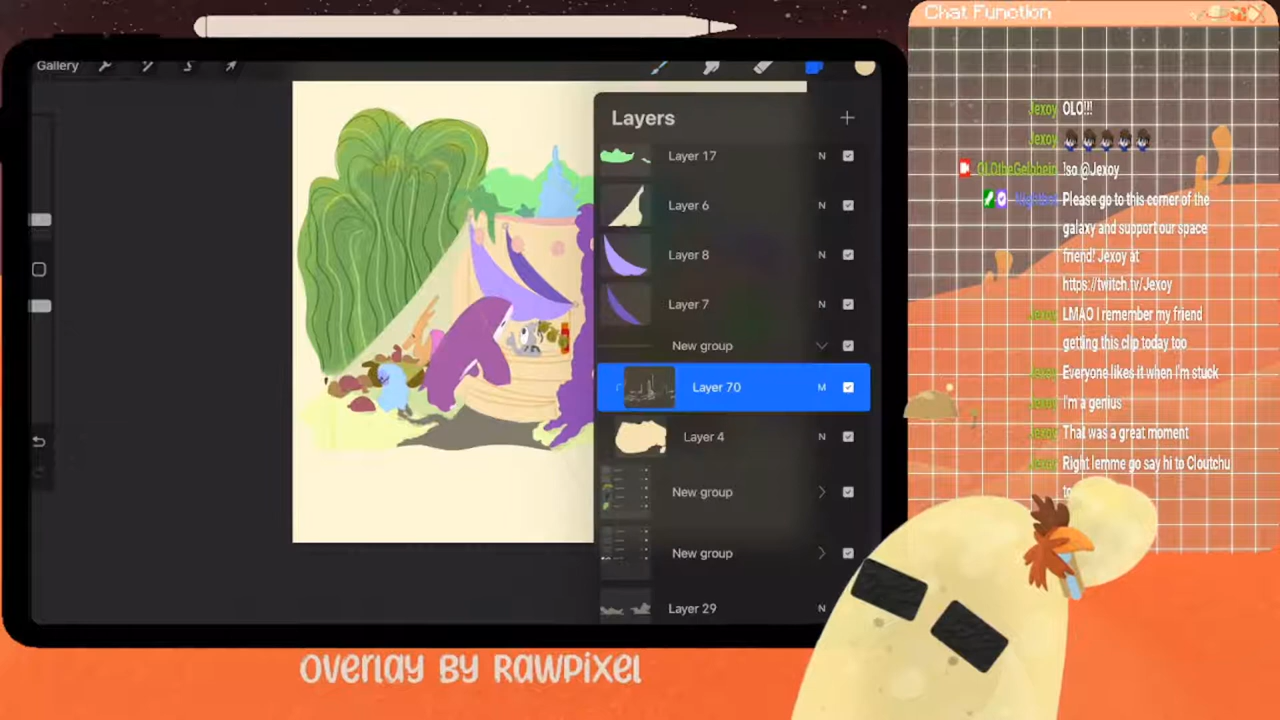 Chat Function
Gallery
Layers
Layer 17
N
Layer 6
N
Layer 8
N
Layer 7
N
New group
Layer 70
M
Layer 4
N
New group
New group
Layer 29
N
Jexoy OLO!!!
Jexoy
OLOtheGelbbein !so @Jexoy
Nightbot Please go to this corner of the
galaxy and support our space
friend! Jexoy at
https://twitch.tv/Jexoy
Jexoy LMAO I remember my friend
getting this clip today too
Jexoy Everyone likes it when I'm stuck
Jexoy I'm a genius
Jexoy That was a great moment
Jexoy Right lemme go say hi to Cloutchu
OVERLAY BY RAWPIXEL